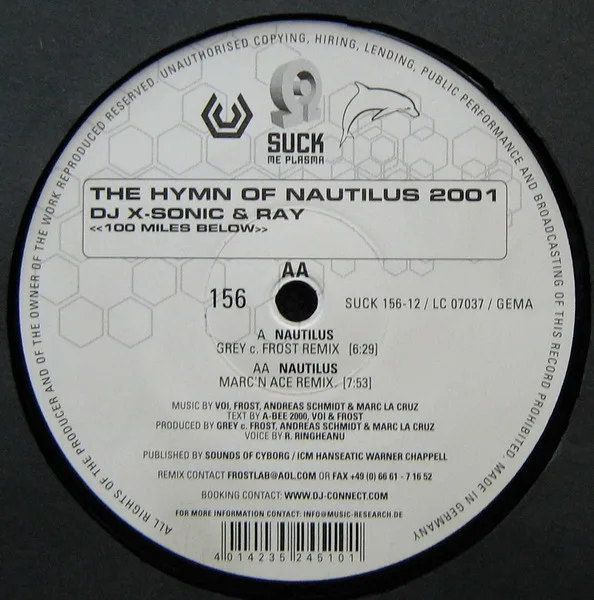 ALL RIGHTS OF THE PRODUCER AND OF THE OWNER OF THE WORK REPRODUCED RESERVED. UNAUTHORISED COPYING, HIRING, LENDING, PUBLIC PERFORMANCE AND BROADCASTING OF THIS RECORD PROHIBITED. MADE IN GERMANY
SUCK
ME PLASMA
THE HYMN OF NAUTILUS 2001
DJ X-SONIC & RAY
<<100 MILES BELOW>>
AA
156
SUCK 156-12 / LC 07037 / GEMA
A NAUTILUS
GREY c. FROST REMIX [6:29]
AA NAUTILUS
MARC'N ACE REMIX [7:53]
MUSIC BY VOI, FROST, ANDREAS SCHMIDT & MARC LA CRUZ
TEXT BY A-BEE 2000, VOI & FROST
PRODUCED BY GREY c. FROST, ANDREAS SCHMIDT & MARC LA CRUZ
VOICE BY R. RINGHEANU
PUBLISHED BY SOUNDS OF CYBORG / ICM HANSEATIC WARNER CHAPPELL
REMIX CONTACT FROSTLAB@AOL.COM OR FAX +49 (0) 66 61 - 7 16 52
BOOKING CONTACT: WWW.DJ-CONNECT.COM
FOR MORE INFORMATION CONTACT: INFO@MUSIC-RESEARCH.DE
4 014235 245101